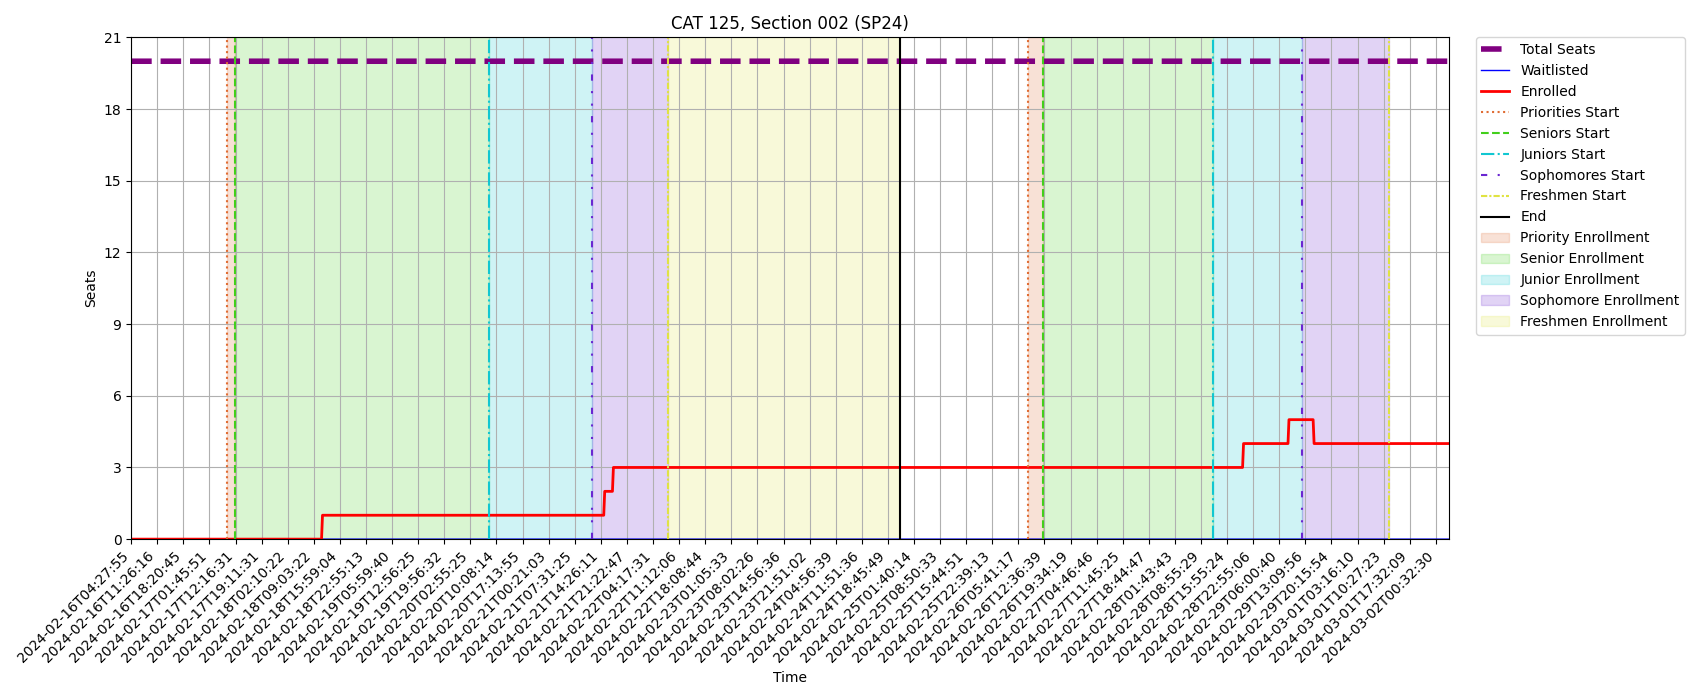 CAT 125, Section 002 (SP24)
21
18
15
12
9
6
3
0
Seats
2024-02-16T04:27:55
2024-02-16T11:26:16
2024-02-16T18:20:45
2024-02-17T01:45:51
2024-02-17T12:16:31
2024-02-17T19:11:31
2024-02-18T02:10:22
2024-02-18T09:03:22
2024-02-18T15:59:04
2024-02-18T22:55:13
2024-02-19T05:59:40
2024-02-19T12:56:25
2024-02-19T19:56:32
2024-02-20T02:55:25
2024-02-20T10:08:14
2024-02-20T17:13:55
2024-02-21T00:21:03
2024-02-21T07:31:25
2024-02-21T14:26:11
2024-02-21T21:22:47
2024-02-22T04:17:31
2024-02-22T11:12:06
2024-02-22T18:08:44
2024-02-23T01:05:33
2024-02-23T08:02:26
2024-02-23T14:56:36
2024-02-23T21:51:02
2024-02-24T04:56:39
2024-02-24T11:51:36
2024-02-24T18:45:49
2024-02-25T01:40:14
2024-02-25T08:50:33
2024-02-25T15:44:51
2024-02-25T22:39:13
2024-02-26T05:41:17
2024-02-26T12:36:39
2024-02-26T19:34:19
2024-02-27T04:46:46
2024-02-27T11:45:25
2024-02-27T18:44:47
2024-02-28T01:43:43
2024-02-28T08:55:29
2024-02-28T15:55:24
2024-02-28T22:55:06
2024-02-29T06:00:40
2024-02-29T13:09:56
2024-02-29T20:15:54
2024-03-01T03:16:10
2024-03-01T10:27:23
2024-03-01T17:32:09
2024-03-02T00:32:30
Time
Total Seats
Waitlisted
Enrolled
Priorities Start
Seniors Start
Juniors Start
Sophomores Start
Freshmen Start
End
Priority Enrollment
Senior Enrollment
Junior Enrollment
Sophomore Enrollment
Freshmen Enrollment